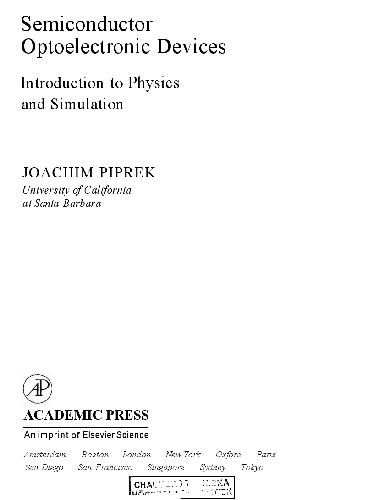 Semiconductor
Optoelectronic Devices
Introduction to Physics
and Simulation
JOACHIM PIPREK
University of California
at Santa Barbara
AP
ACADEMIC PRESS
An imprint of Elsevier Science
Amsterdam Boston London New York Oxford Paris
San Diego San Francisco Singapore Sydney Tokyo